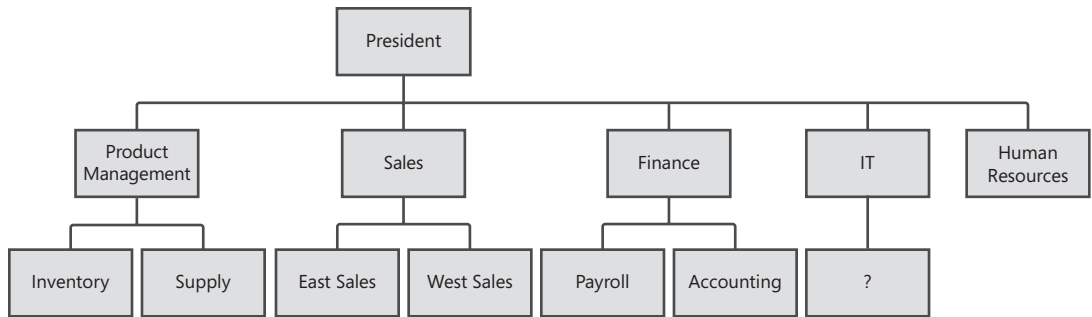 President
Product
Management
Sales
Finance
IT
Human
Resources
Inventory
Supply
East Sales
West Sales
Payroll
Accounting
?